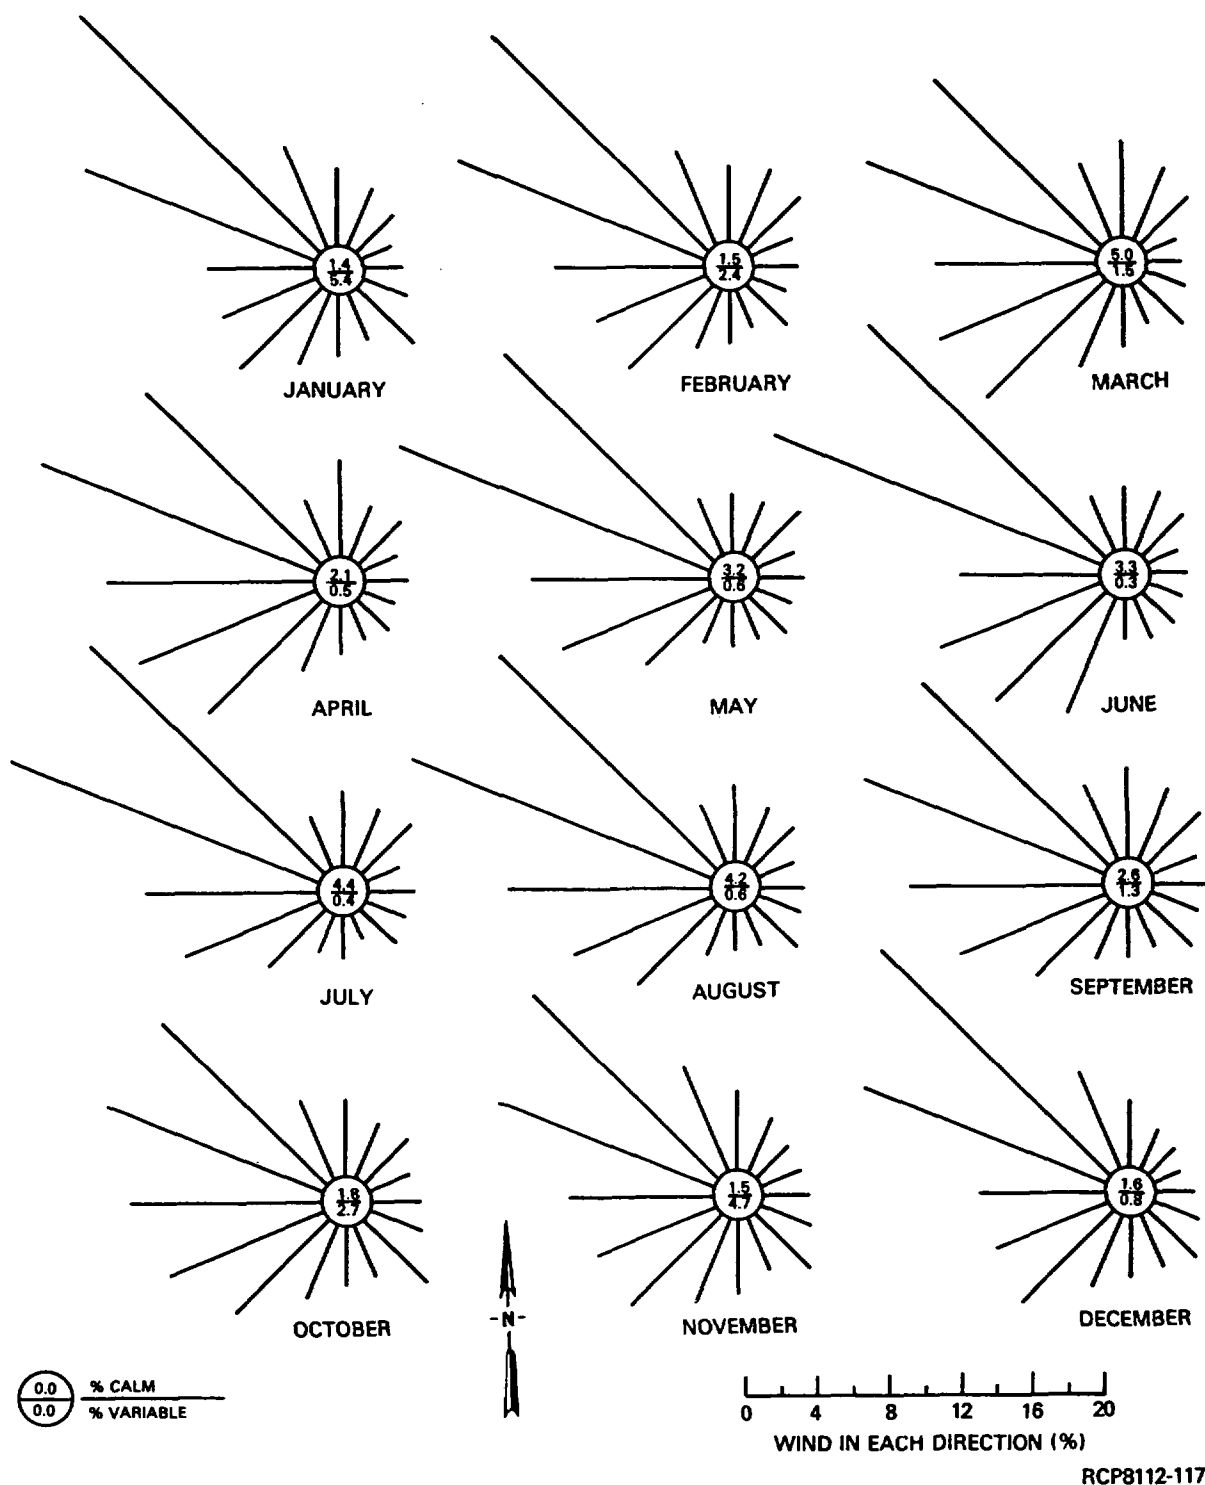 1.4
5.4
JANUARY
1.5
2.4
FEBRUARY
5.0
1.5
MARCH
2.1
0.5
APRIL
3.2
MAY
3.3
0.3
JUNE
4.4
0.4
JULY
4.2
0.6
AUGUST
2.6
1.3
SEPTEMBER
1.8
2.7
OCTOBER
1.5
4.7
NOVEMBER
1.6
0.8
DECEMBER
-N-
0.0 % CALM
0.0 % VARIABLE
0 4 8 12 16 20
WIND IN EACH DIRECTION (%)
RCP8112-117